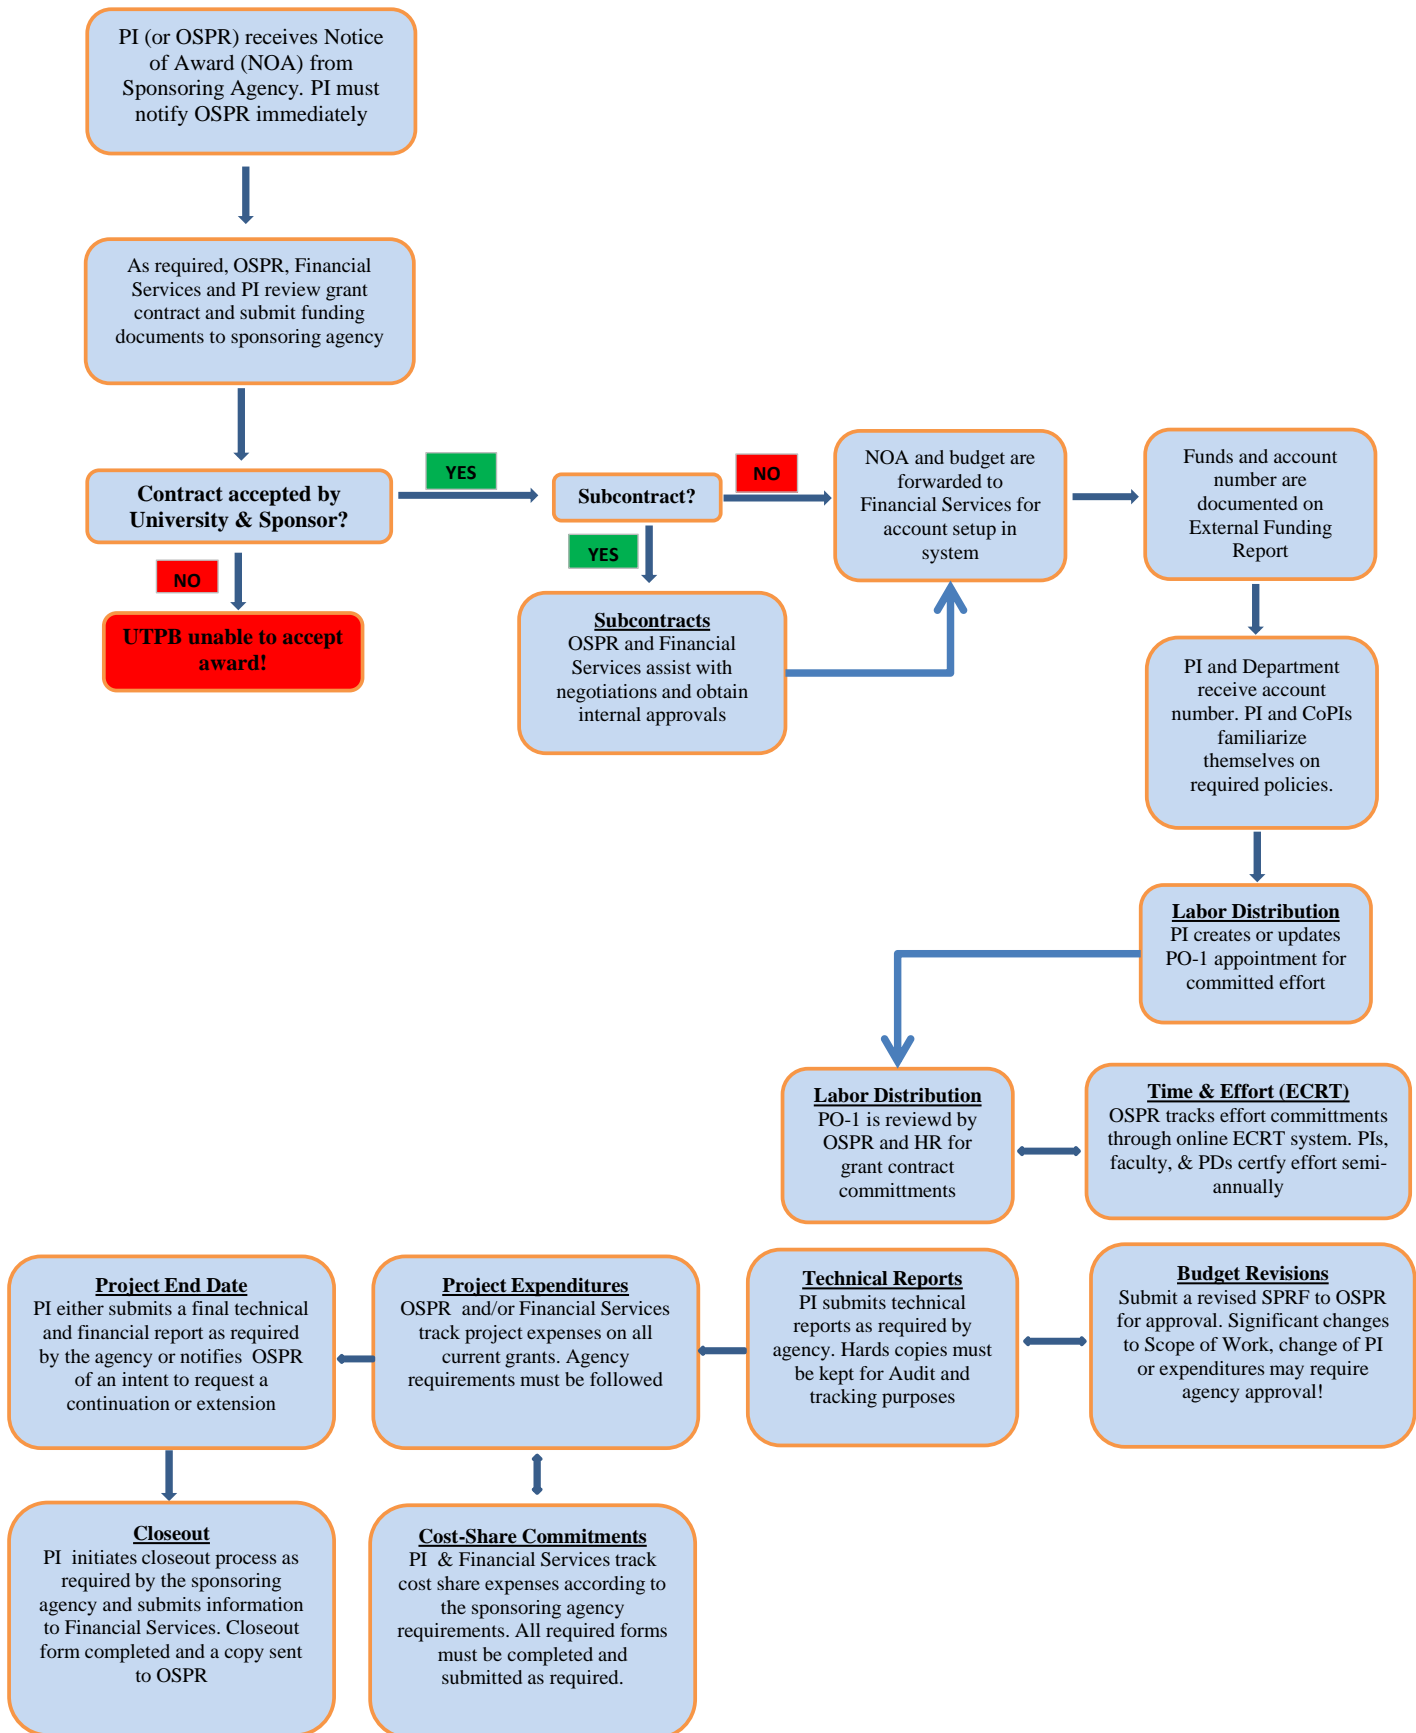 PI (or OSPR) receives Notice
of Award (NOA) from
Sponsoring Agency. PI must
notify OSPR immediately
As required, OSPR, Financial
Services and PI review grant
contract and submit funding
documents to sponsoring agency
Contract accepted by
University & Sponsor?
YES
NO
UTPB unable to accept
award!
Subcontract?
NO
YES
Subcontracts
OSPR and Financial
Services assist with
negotiations and obtain
internal approvals
NOA and budget are
forwarded to
Financial Services for
account setup in
system
Funds and account
number are
documented on
External Funding
Report
PI and Department
receive account
number. PI and CoPIs
familiarize
themselves on
required policies.
Labor Distribution
PI creates or updates
PO-1 appointment for
committed effort
Labor Distribution
PO-1 is reviewd by
OSPR and HR for
grant contract
committments
Time & Effort (ECRT)
OSPR tracks effort committments
through online ECRT system. PIs,
faculty, & PDs certfy effort semi-
annually
Project End Date
PI either submits a final technical
and financial report as required
by the agency or notifies OSPR
of an intent to request a
continuation or extension
Project Expenditures
OSPR and/or Financial Services
track project expenses on all
current grants. Agency
requirements must be followed
Technical Reports
PI submits technical
reports as required by
agency. Hards copies must
be kept for Audit and
tracking purposes
Budget Revisions
Submit a revised SPRF to OSPR
for approval. Significant changes
to Scope of Work, change of PI
or expenditures may require
agency approval!
Closeout
PI initiates closeout process as
required by the sponsoring
agency and submits information
to Financial Services. Closeout
form completed and a copy sent
to OSPR
Cost-Share Commitments
PI & Financial Services track
cost share expenses according to
the sponsoring agency
requirements. All required forms
must be completed and
submitted as required.